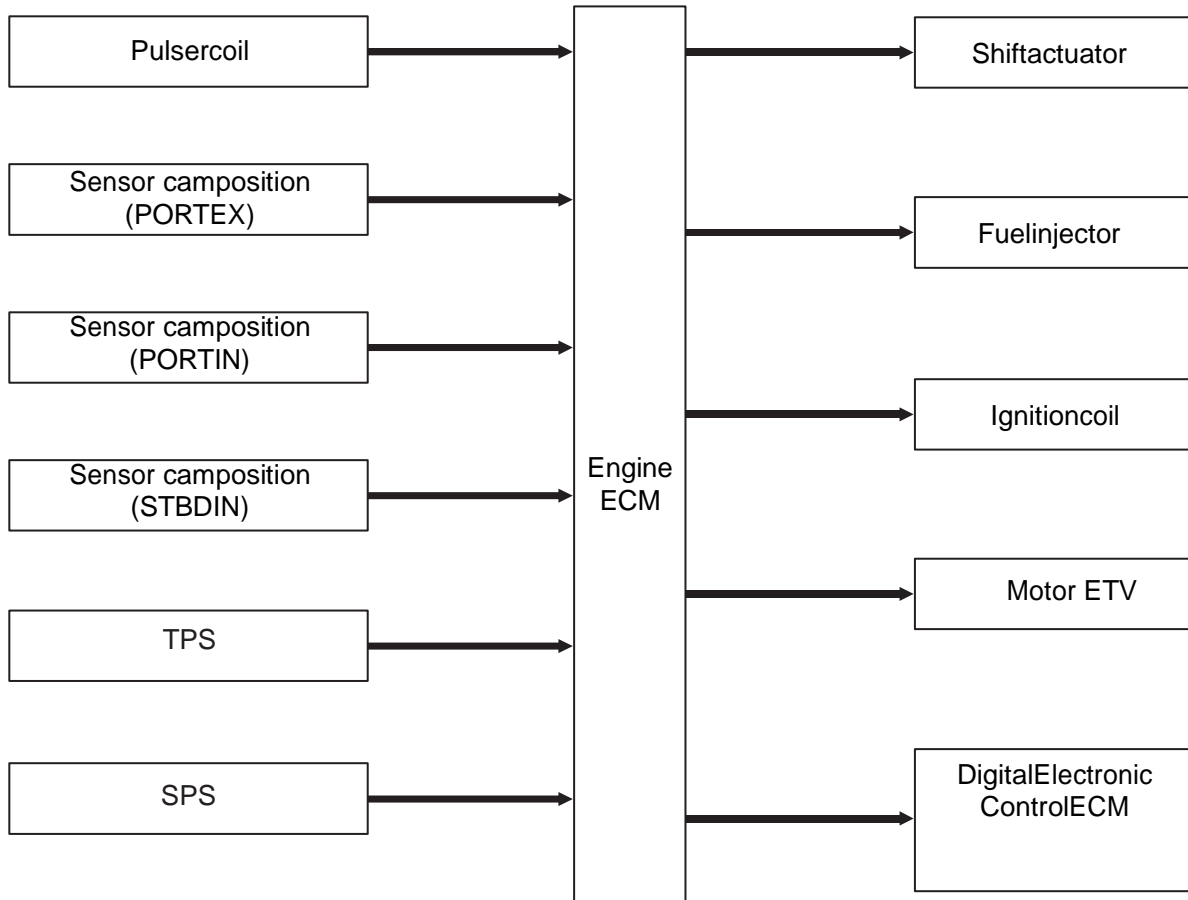 Pulsercoil
Sensor camposition
(PORTEX)
Sensor camposition
(PORTIN)
Sensor camposition
(STBDIN)
TPS
SPS
Engine
ECM
Shiftactuator
Fuelinjector
Ignitioncoil
Motor ETV
DigitalElectronic
ControlECM